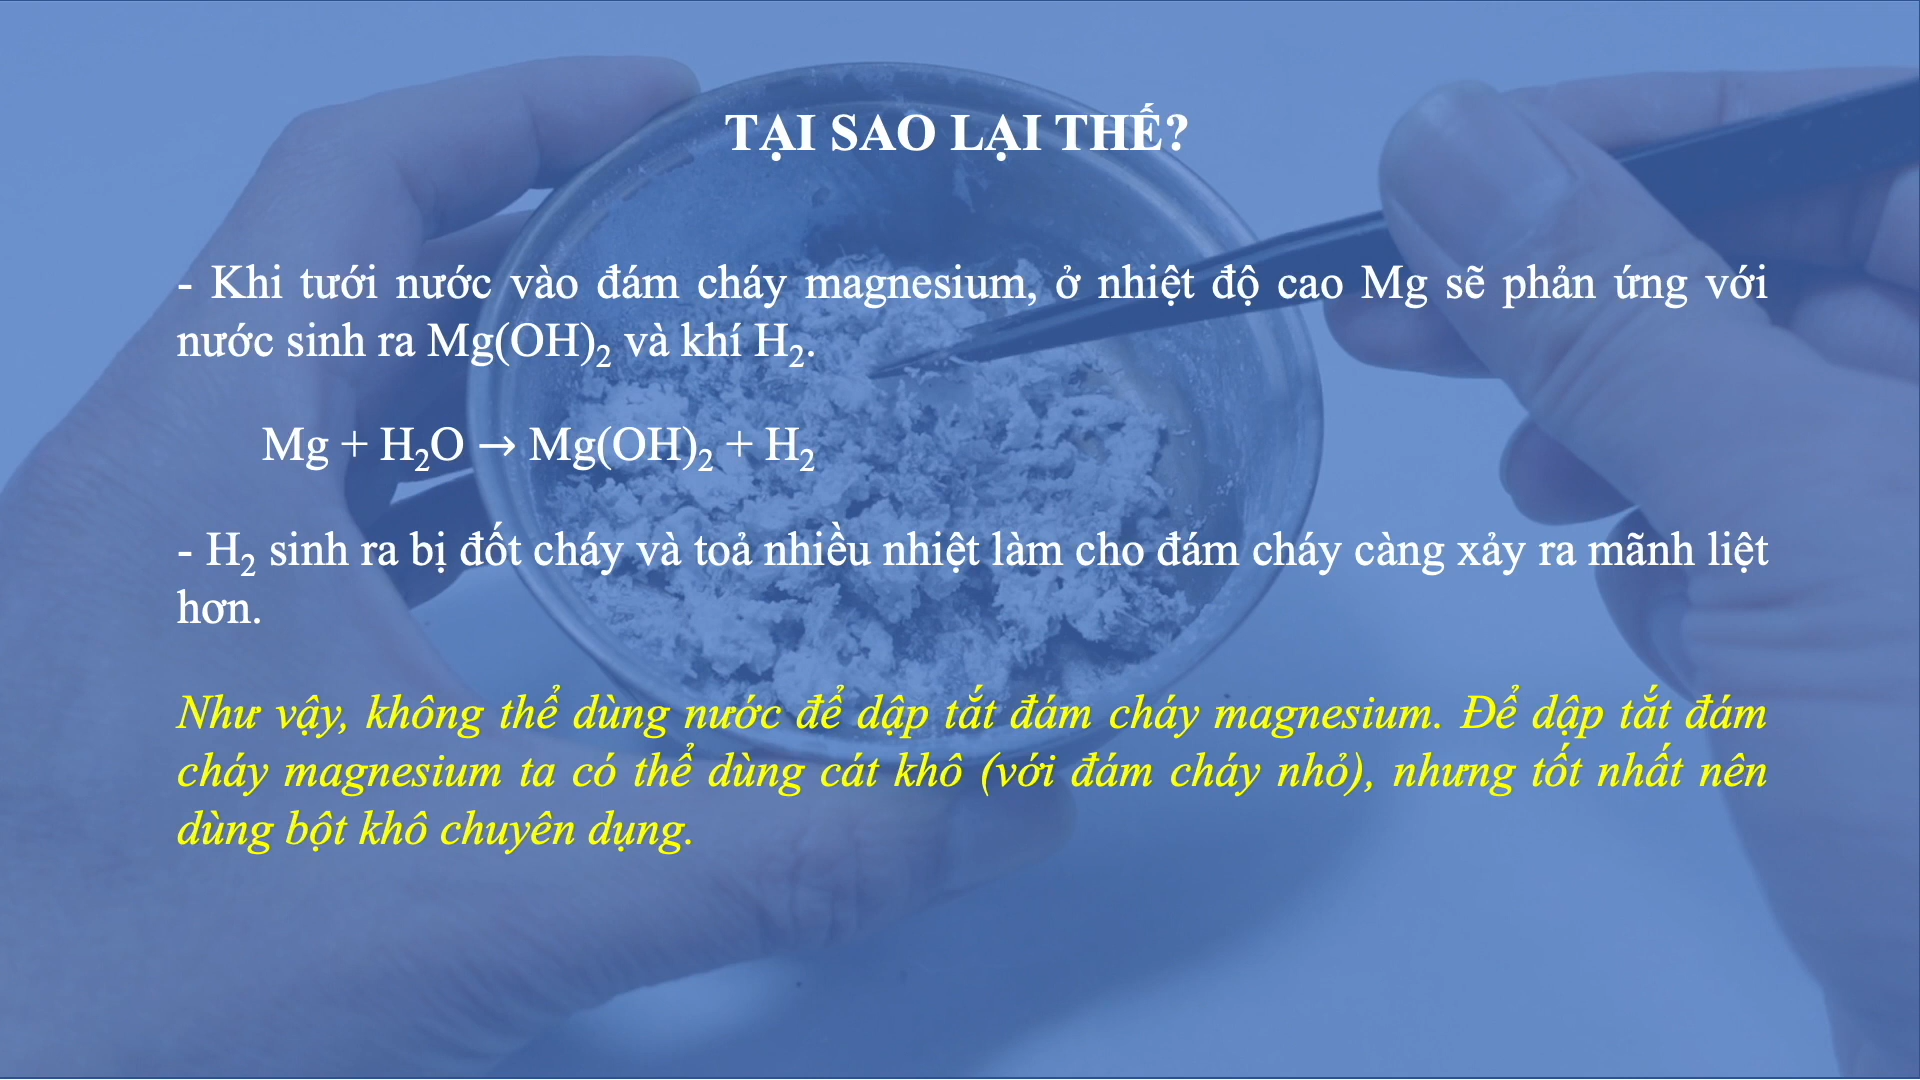 TẠI SAO LẠI THẾ?
- Khi tưới nước vào đám cháy magnesium, ở nhiệt độ cao Mg sẽ phản ứng với
nước sinh ra Mg(OH)₂ và khí H₂.
Mg + H₂O → Mg(OH)₂ + H₂
- H₂ sinh ra bị đốt cháy và toả nhiều nhiệt làm cho đám cháy càng xảy ra mãnh liệt
hơn.
Như vậy, không thể dùng nước để dập tắt đám cháy magnesium. Để dập tắt đám
cháy magnesium ta có thể dùng cát khô (với đám cháy nhỏ), nhưng tốt nhất nên
dùng bột khô chuyên dụng.